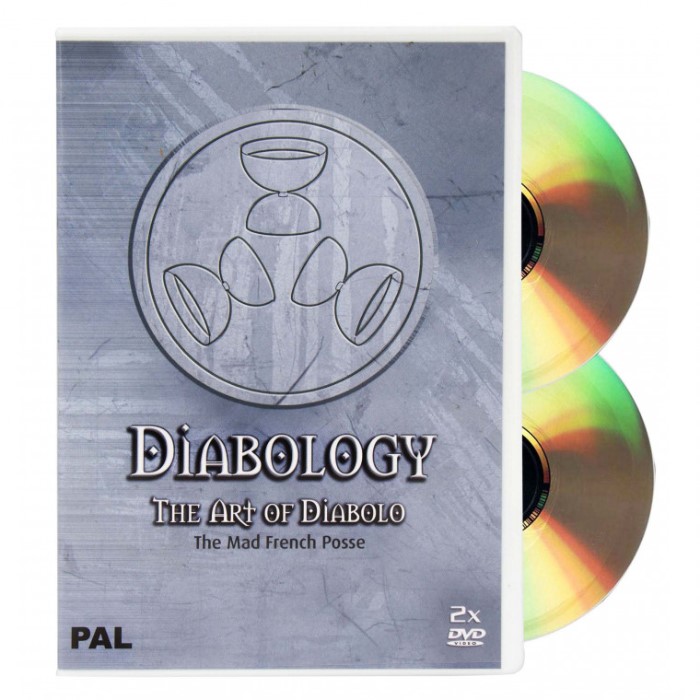 DiABOLOGY
THE ART OF DIABOLO
The Mad French Posse
PAL
2x
DVD
VIDEO